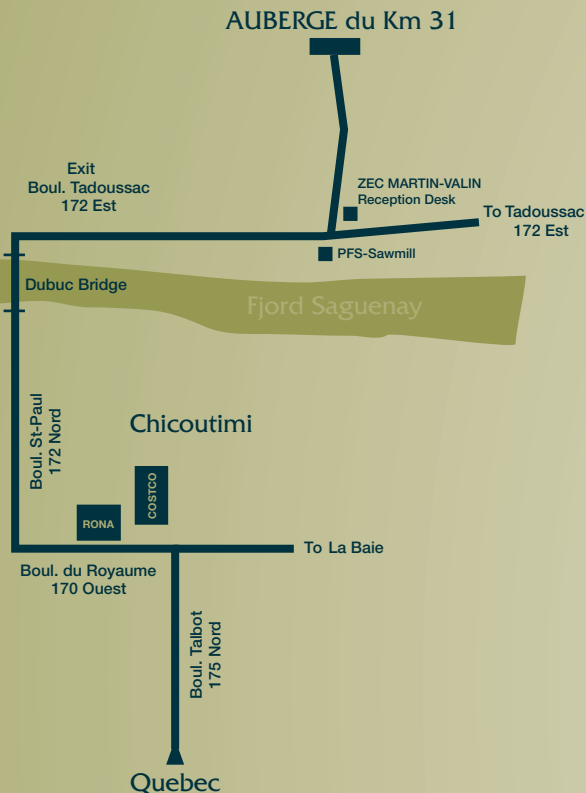 AUBERGE du Km 31
Exit
Boul. Tadoussac
172 Est
ZEC MARTIN-VALIN
Reception Desk
To Tadoussac
172 Est
PFS-Sawmill
Dubuc Bridge
Fjord Saguenay
Boul. St-Paul
172 Nord
Chicoutimi
COSTCO
RONA
To La Baie
Boul. du Royaume
170 Ouest
Boul. Talbot
175 Nord
Quebec